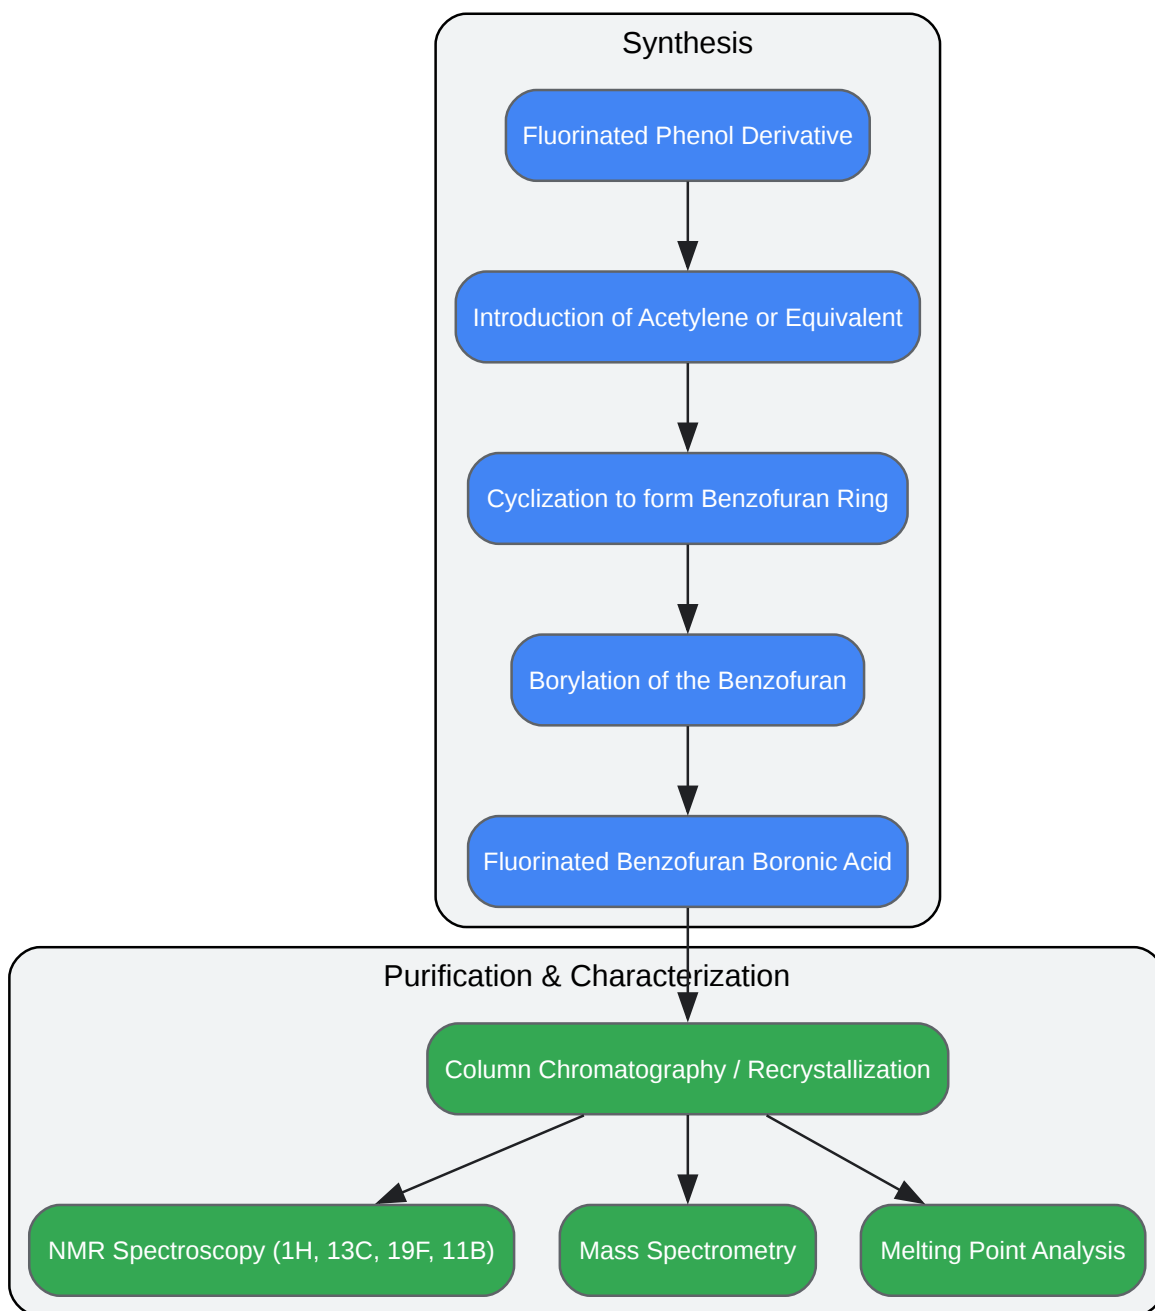 Synthesis
Fluorinated Phenol Derivative
Introduction of Acetylene or Equivalent
Cyclization to form Benzofuran Ring
Borylation of the Benzofuran
Fluorinated Benzofuran Boronic Acid
Purification & Characterization
Column Chromatography / Recrystallization
NMR Spectroscopy (1H, 13C, 19F, 11B)
Mass Spectrometry
Melting Point Analysis